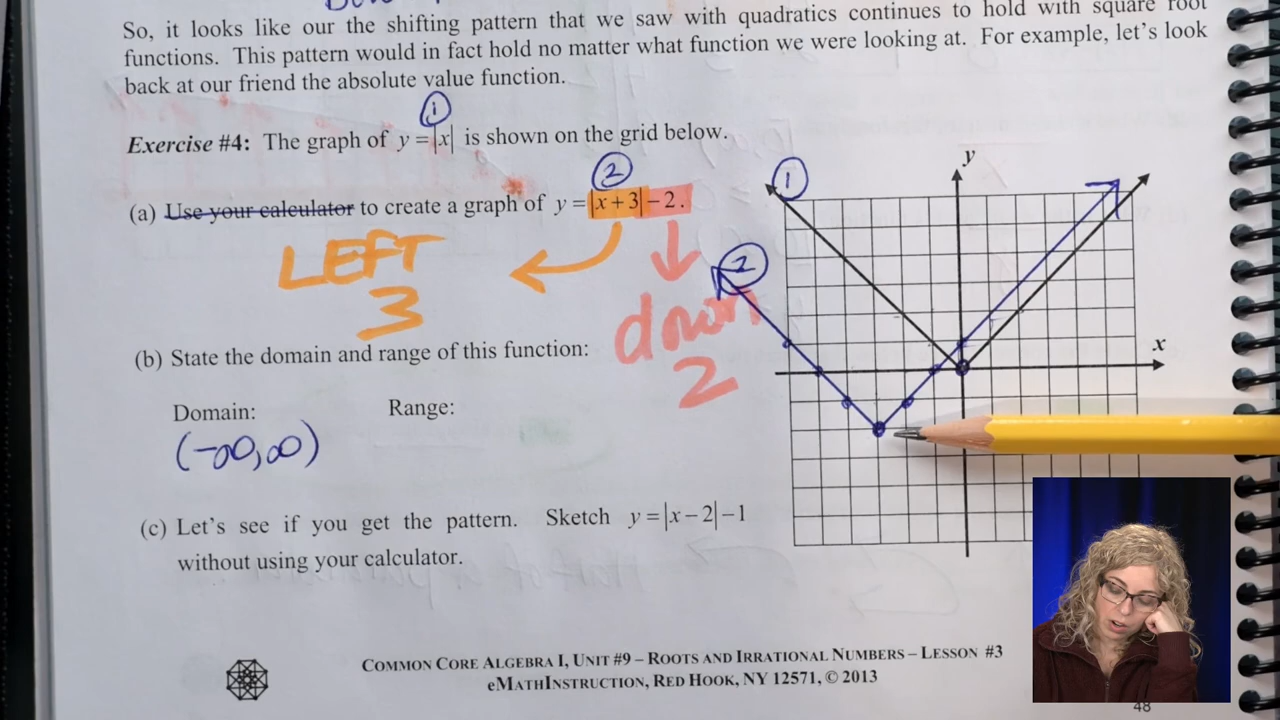 So, it looks like our the shifting pattern that we saw with quadratics continues to hold with square root
functions. This pattern would in fact hold no matter what function we were looking at. For example, let's look
back at our friend the absolute value function.
1
Exercise #4: The graph of y = |x| is shown on the grid below.
2
(a) Use your calculator to create a graph of y = |x + 3| − 2.
LEFT
3
down
2
(b) State the domain and range of this function:
Domain: Range:
(-∞,∞)
(c) Let's see if you get the pattern. Sketch y = |x − 2| − 1
without using your calculator.
1
2
y
x
COMMON CORE ALGEBRA I, UNIT #9 – ROOTS AND IRRATIONAL NUMBERS – LESSON #3
eMATHINSTRUCTION, RED HOOK, NY 12571, © 2013
48